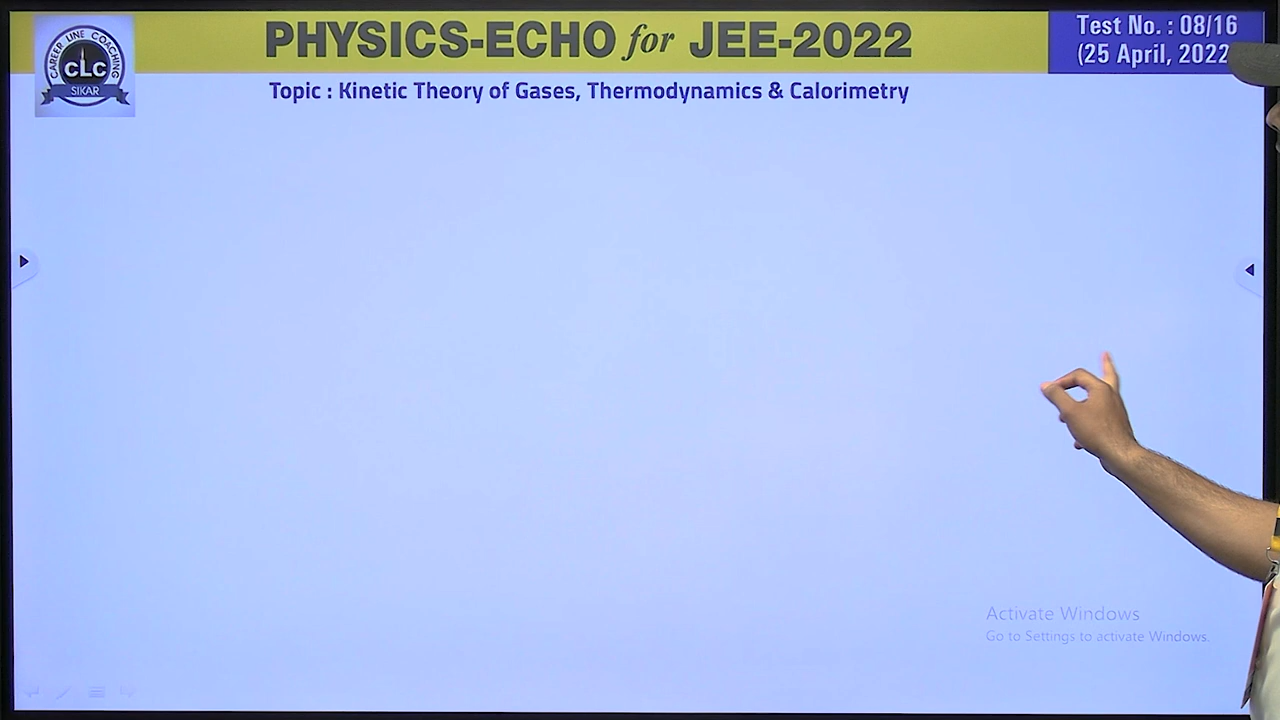 PHYSICS-ECHO for JEE-2022
Test No. : 08/16
(25 April, 2022
CAREER LINE COACHING
CLC
SIKAR
Topic : Kinetic Theory of Gases, Thermodynamics & Calorimetry
Activate Windows
Go to Settings to activate Windows.